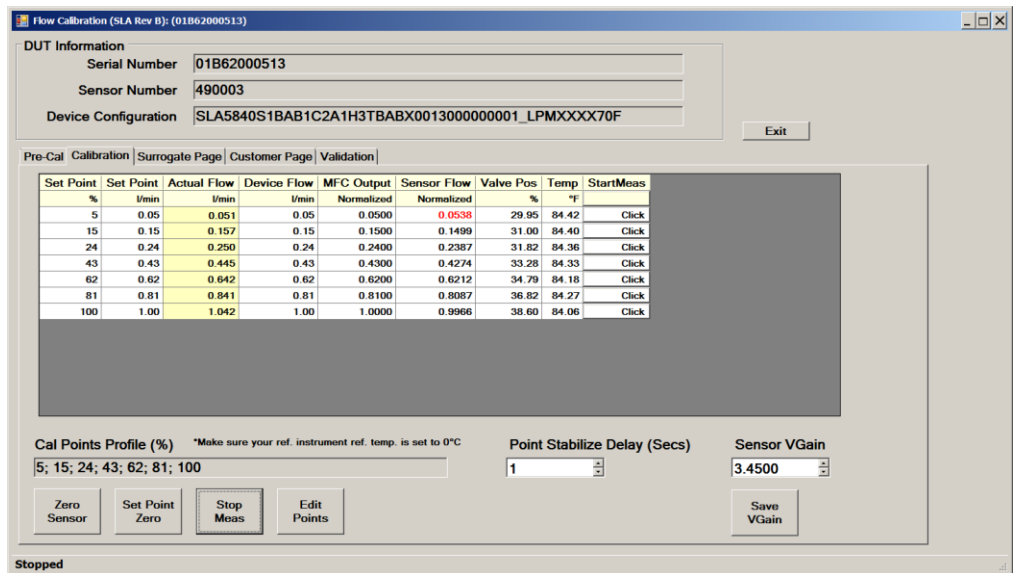 Flow Calibration (SLA Rev B): (01B62000513)
DUT Information
Serial Number 01B62000513
Sensor Number 490003
Device Configuration SLA5840S1BAB1C2A1H3TBABX0013000000001_LPMXXXX70F
Exit
Pre-Cal Calibration Surrogate Page Customer Page Validation
Set Point Set Point Actual Flow Device Flow MFC Output Sensor Flow Valve Pos Temp StartMeas
% l/min l/min l/min Normalized Normalized % °F
5 0.05 0.051 0.05 0.0500 0.0538 29.95 84.42 Click
15 0.15 0.157 0.15 0.1500 0.1499 31.00 84.40 Click
24 0.24 0.250 0.24 0.2400 0.2387 31.82 84.36 Click
43 0.43 0.445 0.43 0.4300 0.4274 33.28 84.33 Click
62 0.62 0.642 0.62 0.6200 0.6212 34.79 84.18 Click
81 0.81 0.841 0.81 0.8100 0.8087 36.82 84.27 Click
100 1.00 1.042 1.00 1.0000 0.9966 38.60 84.06 Click
Cal Points Profile (%) *Make sure your ref. instrument ref. temp. is set to 0°C Point Stabilize Delay (Secs) Sensor VGain
5; 15; 24; 43; 62; 81; 100 1 3.4500
Zero Sensor Set Point Zero Stop Meas Edit Points Save VGain
Stopped